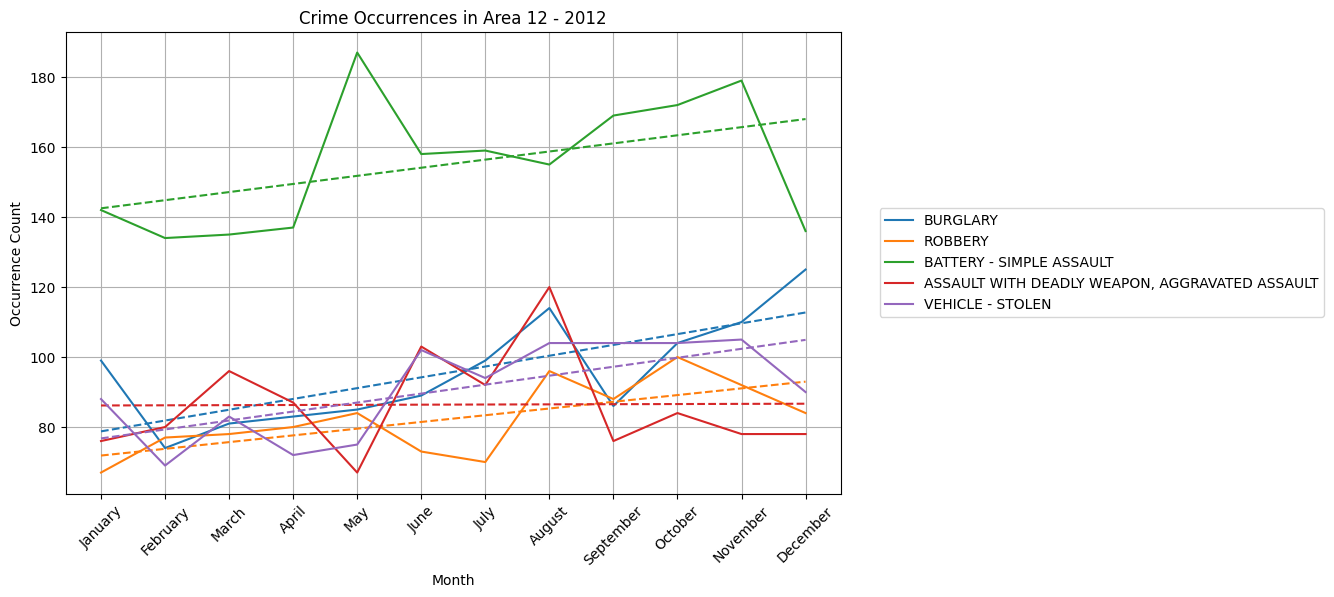 Crime Occurrences in Area 12 - 2012
Occurrence Count
180
160
140
120
100
80
January
February
March
April
May
June
July
August
September
October
November
December
Month
BURGLARY
ROBBERY
BATTERY - SIMPLE ASSAULT
ASSAULT WITH DEADLY WEAPON, AGGRAVATED ASSAULT
VEHICLE - STOLEN